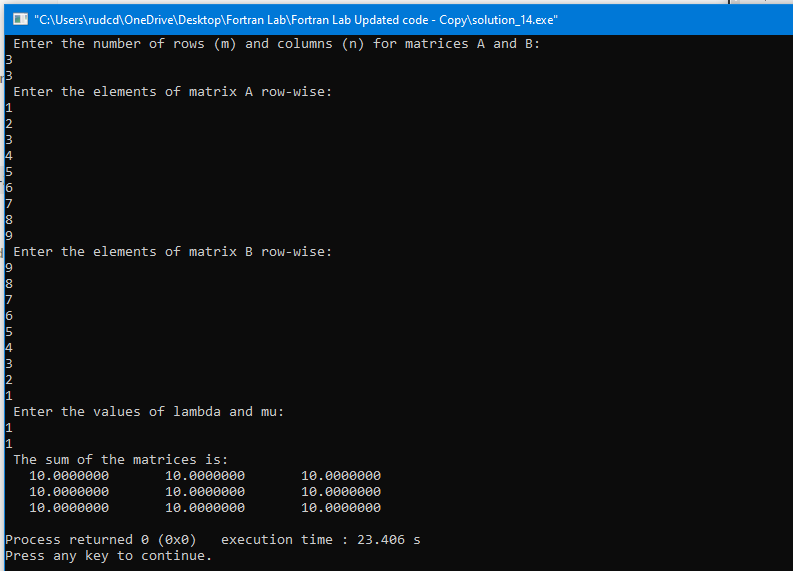 "C:\Users\rudcd\OneDrive\Desktop\Fortran Lab\Fortran Lab Updated code - Copy\solution_14.exe"
Enter the number of rows (m) and columns (n) for matrices A and B:
3
3
Enter the elements of matrix A row-wise:
1
2
3
4
5
6
7
8
9
Enter the elements of matrix B row-wise:
9
8
7
6
5
4
3
2
1
Enter the values of lambda and mu:
1
1
The sum of the matrices is:
10.0000000 10.0000000 10.0000000
10.0000000 10.0000000 10.0000000
10.0000000 10.0000000 10.0000000
Process returned 0 (0x0) execution time : 23.406 s
Press any key to continue.